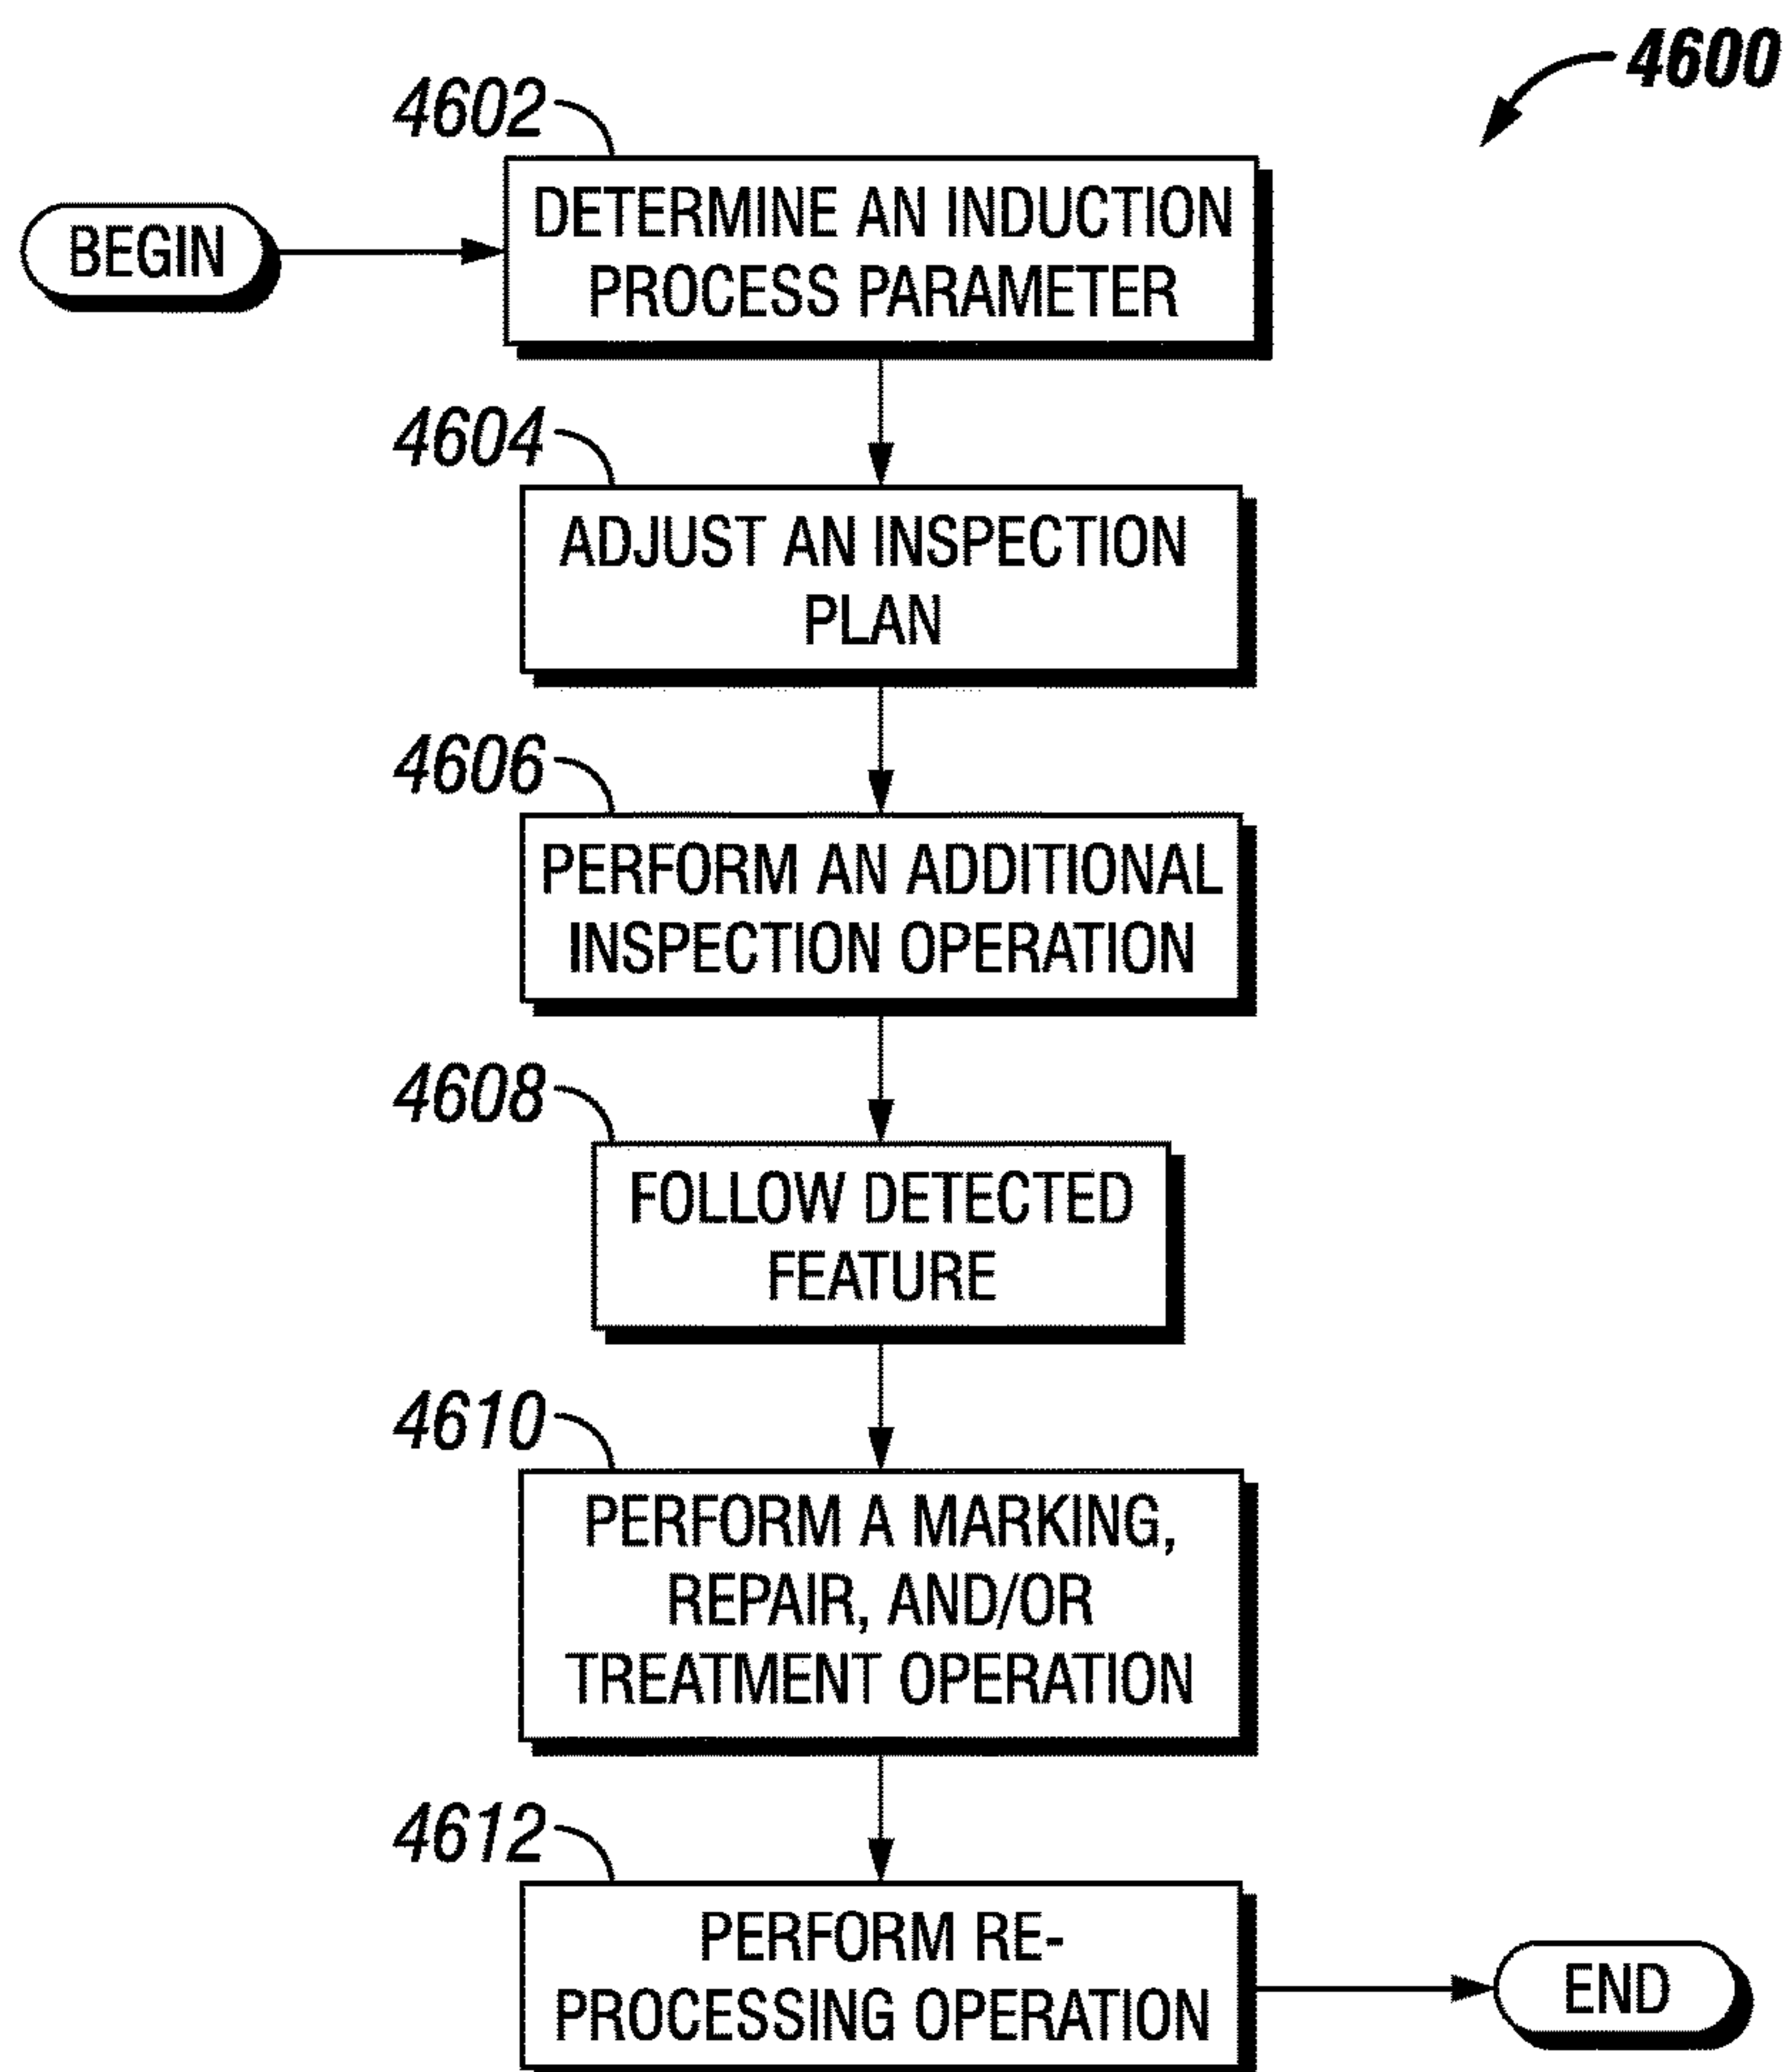 4600
4602
BEGIN
DETERMINE AN INDUCTION
PROCESS PARAMETER
4604
ADJUST AN INSPECTION
PLAN
4606
PERFORM AN ADDITIONAL
INSPECTION OPERATION
4608
FOLLOW DETECTED
FEATURE
4610
PERFORM A MARKING,
REPAIR, AND/OR
TREATMENT OPERATION
4612
PERFORM RE-
PROCESSING OPERATION
END